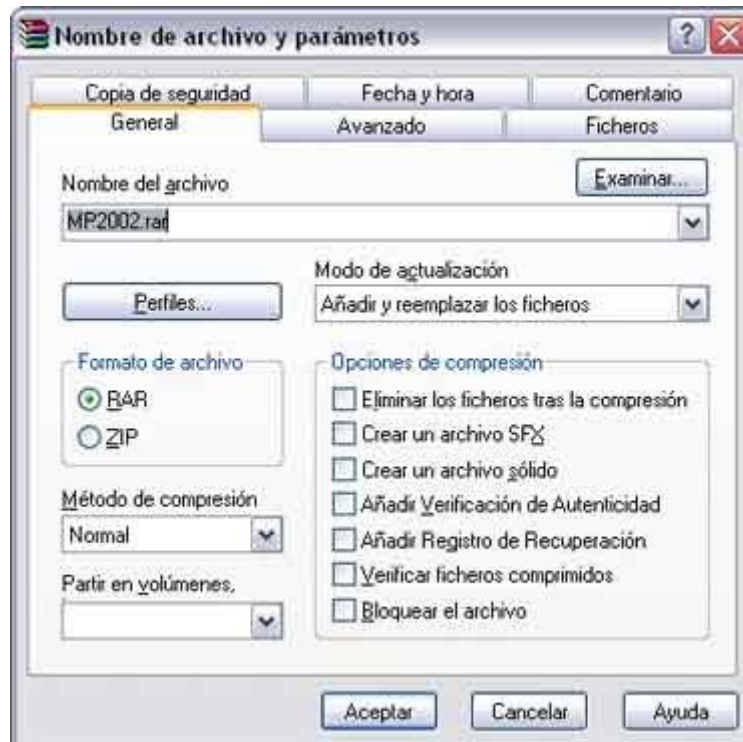 Nombre de archivo y parámetros
Copia de seguridad
Fecha y hora
Comentario
General
Avanzado
Ficheros
Nombre del archivo
Examinar...
MP2002.rar
Modo de actualización
Perfiles...
Añadir y reemplazar los ficheros
Formato de archivo
RAR
ZIP
Método de compresión
Normal
Partir en volúmenes,
Opciones de compresión
Eliminar los ficheros tras la compresión
Crear un archivo SFX
Crear un archivo sólido
Añadir Verificación de Autenticidad
Añadir Registro de Recuperación
Verificar ficheros comprimidos
Bloquear el archivo
Aceptar
Cancelar
Ayuda